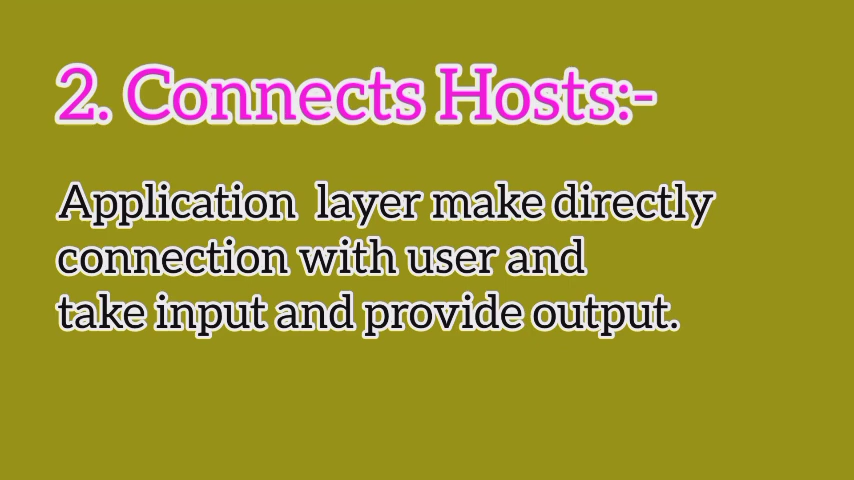 2. Connects Hosts:-
Application layer make directly
connection with user and
take input and provide output.